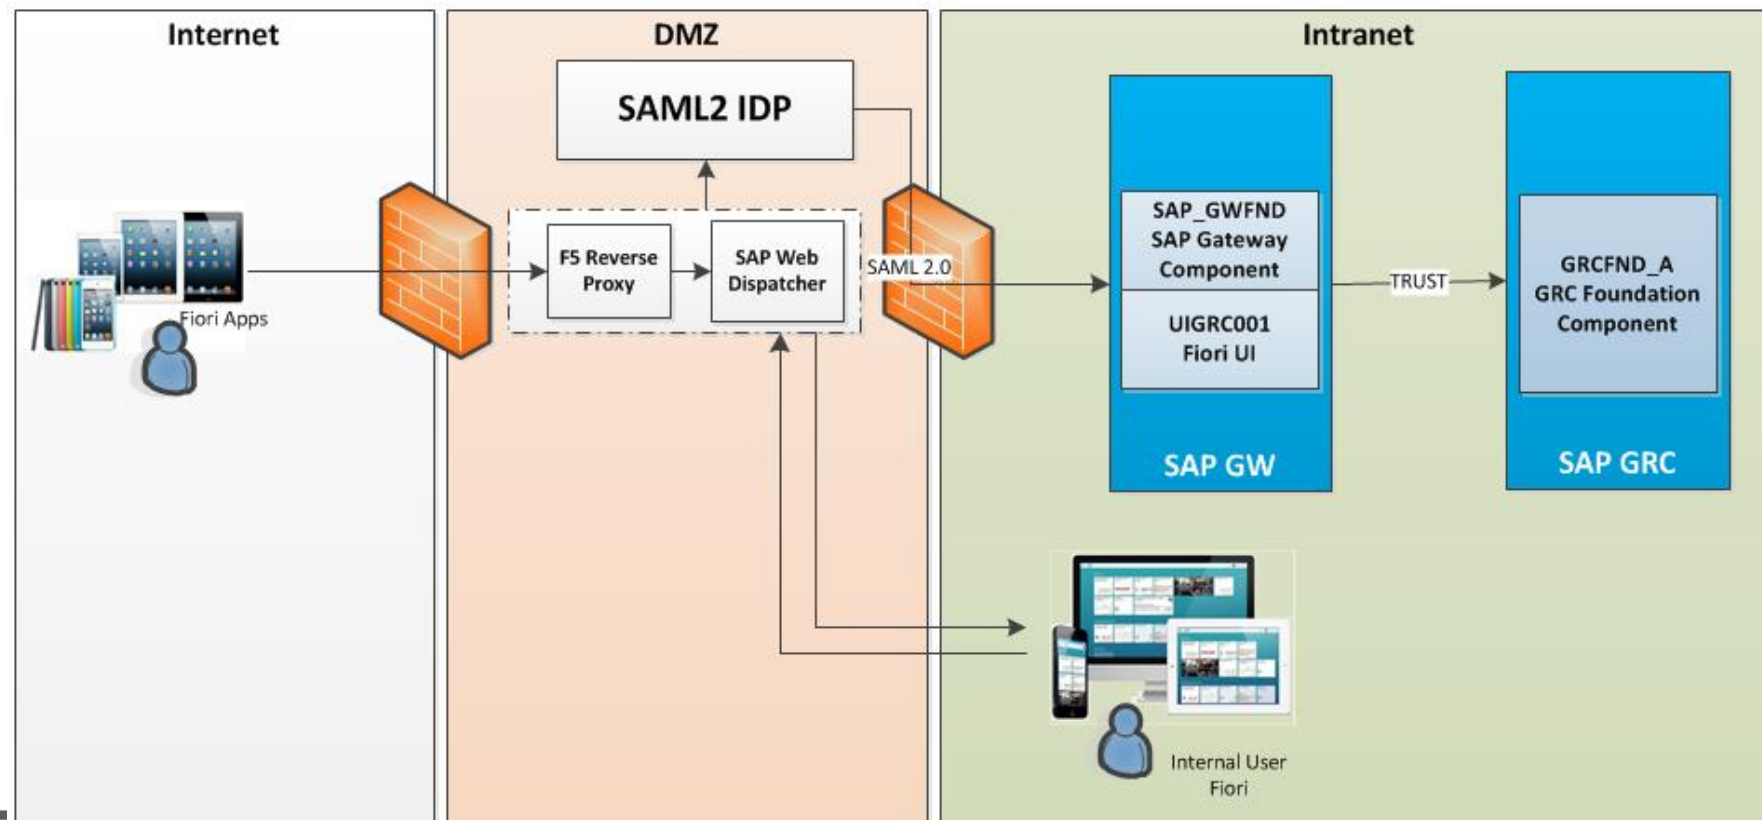 Internet
DMZ
Intranet
SAML2 IDP
Fiori Apps
F5 Reverse
Proxy
SAP Web
Dispatcher
SAML 2.0
SAP_GWFND
SAP Gateway
Component
UIGRC001
Fiori UI
SAP GW
TRUST
GRCFND_A
GRC Foundation
Component
SAP GRC
Internal User
Fiori